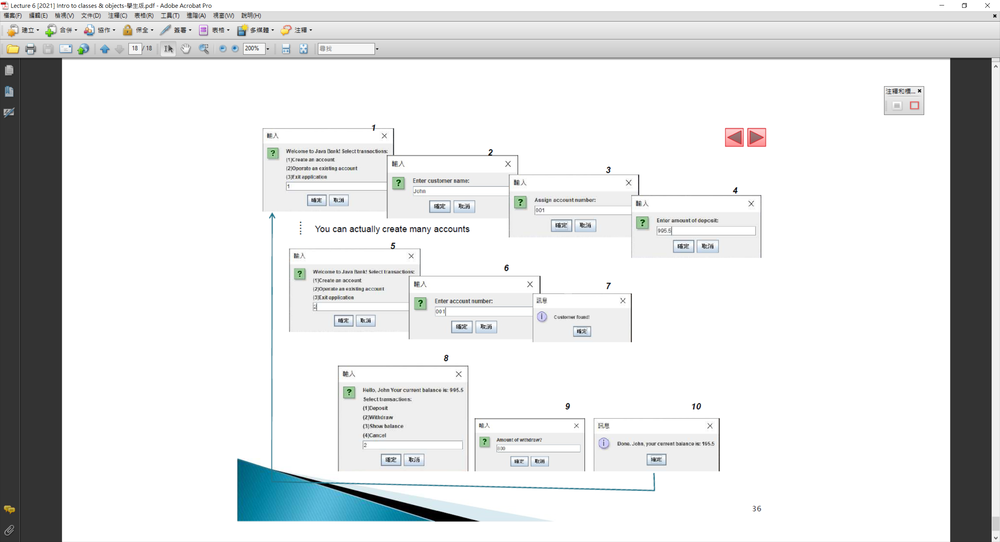 Lecture 6 [2021] Intro to classes & objects-學生版.pdf - Adobe Acrobat Pro
檔案(F) 編輯(E) 檢視(V) 文件(D) 注釋(C) 表格(R) 工具(T) 進階(A) 視窗(W) 說明(H)
建立 合併 協作 保全 簽署 表格 多媒體 注釋
18 / 18 200% 尋找
注釋和標...
1
輸入
Welcome to Java Bank! Select transactions:
(1)Create an account
(2)Operate an existing account
(3)Exit application
1
確定 取消
2
輸入
Enter customer name:
John
確定 取消
3
輸入
Assign account number:
001
確定 取消
4
輸入
Enter amount of deposit:
995.5
確定 取消
You can actually create many accounts
5
輸入
Welcome to Java Bank! Select transactions:
(1)Create an account
(2)Operate an existing account
(3)Exit application
2
確定 取消
6
輸入
Enter account number:
001
確定 取消
7
訊息
Customer found!
確定
8
輸入
Hello, John Your current balance is: 995.5
Select transactions:
(1)Deposit
(2)Withdraw
(3)Show balance
(4)Cancel
2
確定 取消
9
輸入
Amount of withdraw?
800
確定 取消
10
訊息
Done. John, your current balance is: 195.5
確定
36